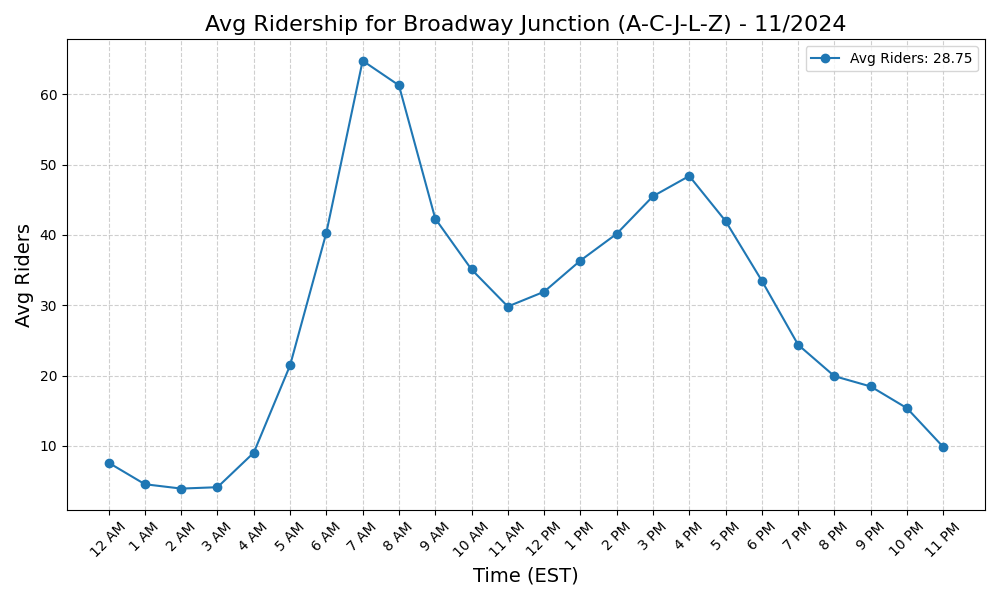 Avg Ridership for Broadway Junction (A-C-J-L-Z) - 11/2024
Avg Riders: 28.75
Avg Riders
60
50
40
30
20
10
12 AM
1 AM
2 AM
3 AM
4 AM
5 AM
6 AM
7 AM
8 AM
9 AM
10 AM
11 AM
12 PM
1 PM
2 PM
3 PM
4 PM
5 PM
6 PM
7 PM
8 PM
9 PM
10 PM
11 PM
Time (EST)